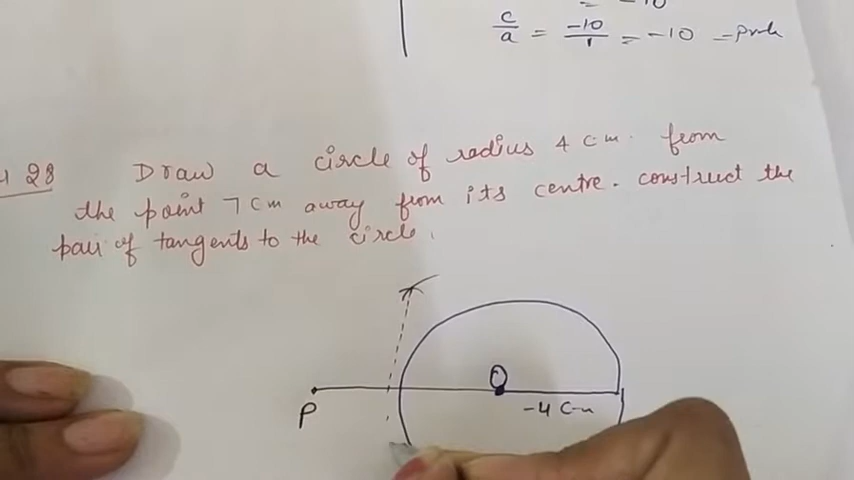 = -10
c/a = -10/1 = -10 - Prod
28 Draw a circle of radius 4 cm. from
the point 7 cm away from its centre. construct the
pair of tangents to the circle.
O
P
-4 cm